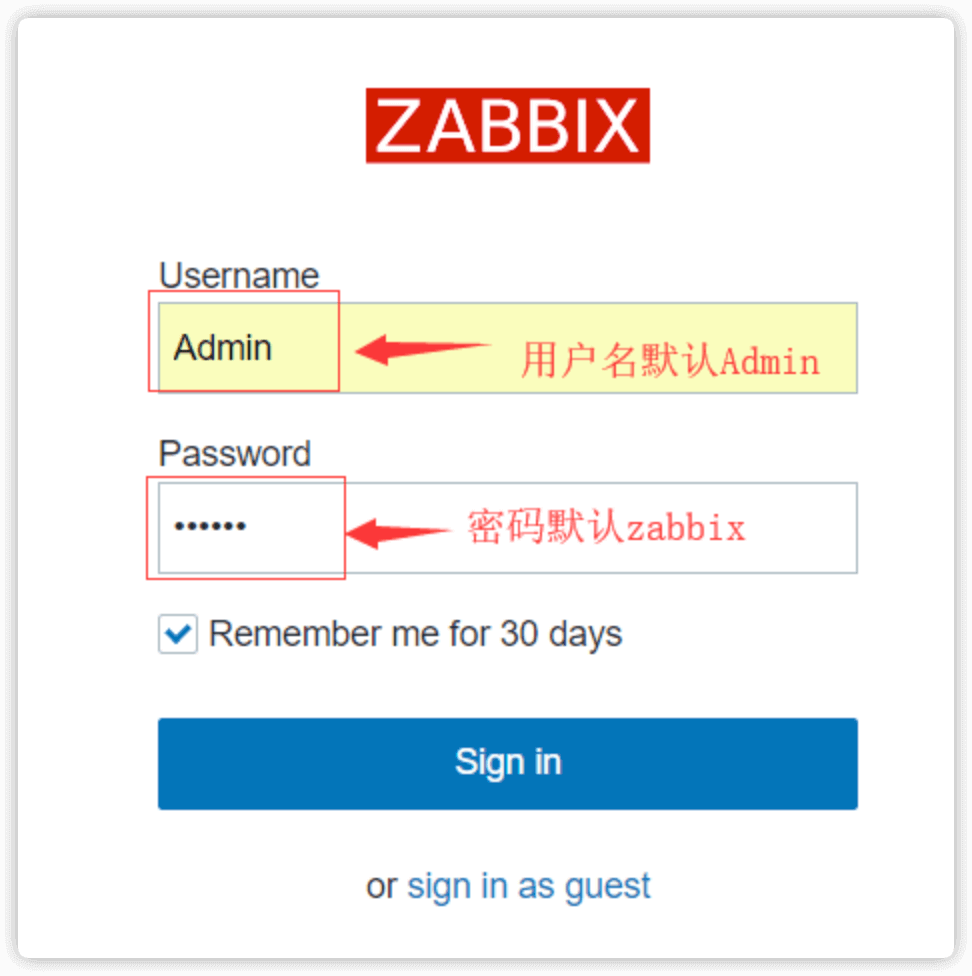 ZABBIX
Username
Admin
用户名默认Admin
Password
••••••
密码默认zabbix
Remember me for 30 days
Sign in
or sign in as guest